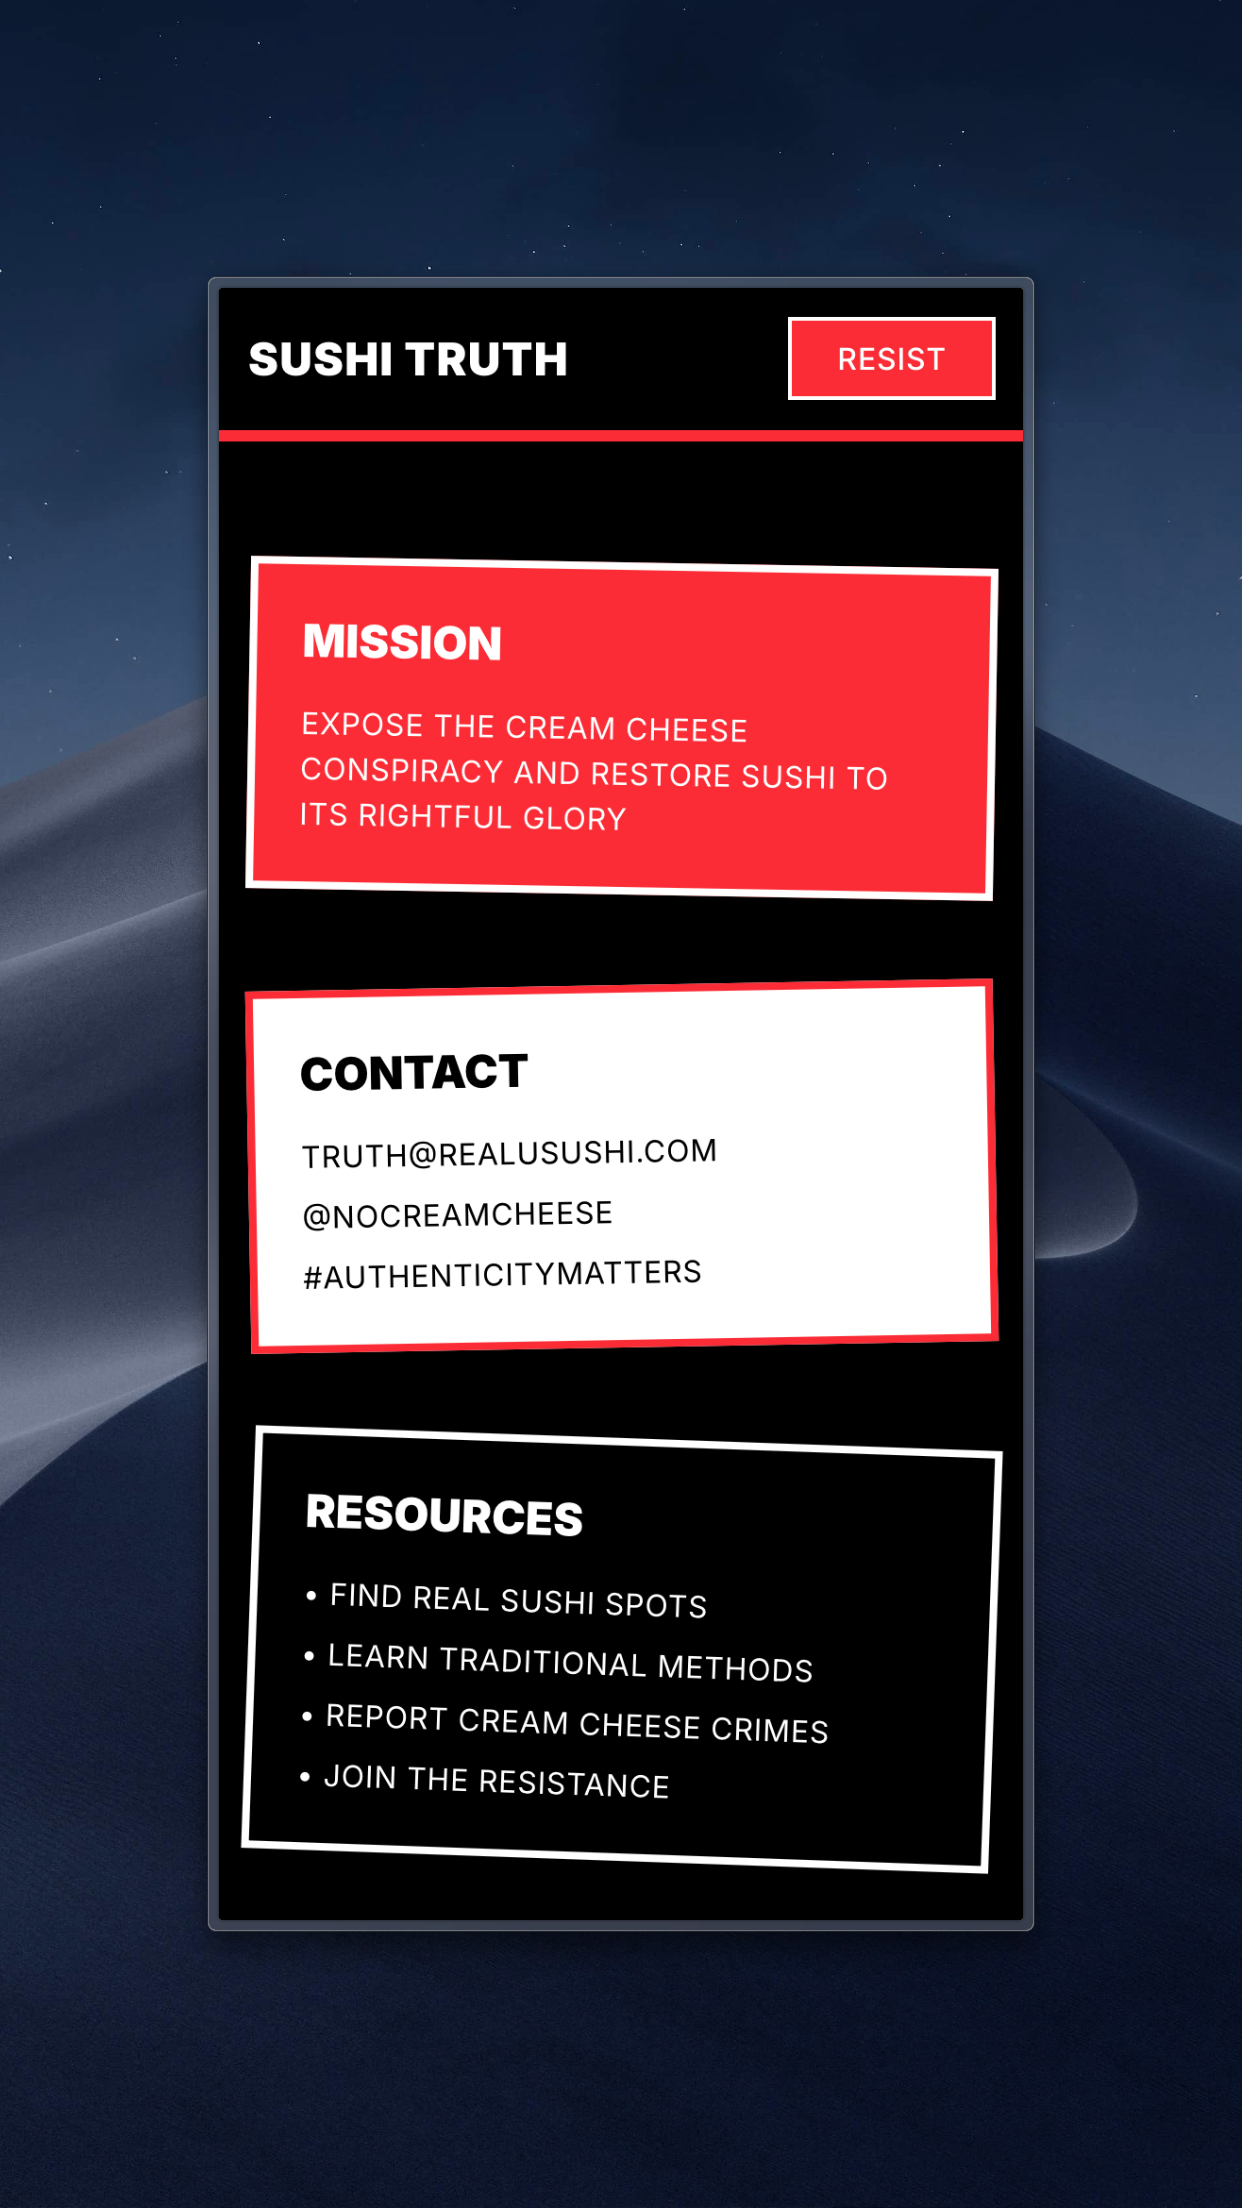 SUSHI TRUTH
RESIST
MISSION
EXPOSE THE CREAM CHEESE
CONSPIRACY AND RESTORE SUSHI TO
ITS RIGHTFUL GLORY
CONTACT
TRUTH@REALUSUSHI.COM
@NOCREAMCHEESE
#AUTHENTICITYMATTERS
RESOURCES
• FIND REAL SUSHI SPOTS
• LEARN TRADITIONAL METHODS
• REPORT CREAM CHEESE CRIMES
• JOIN THE RESISTANCE